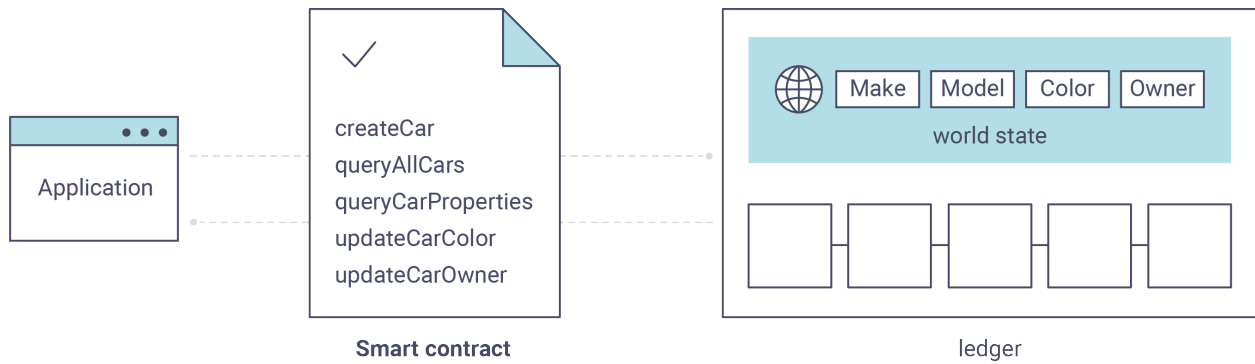 Application
createCar
queryAllCars
queryCarProperties
updateCarColor
updateCarOwner
Smart contract
Make Model Color Owner
world state
ledger